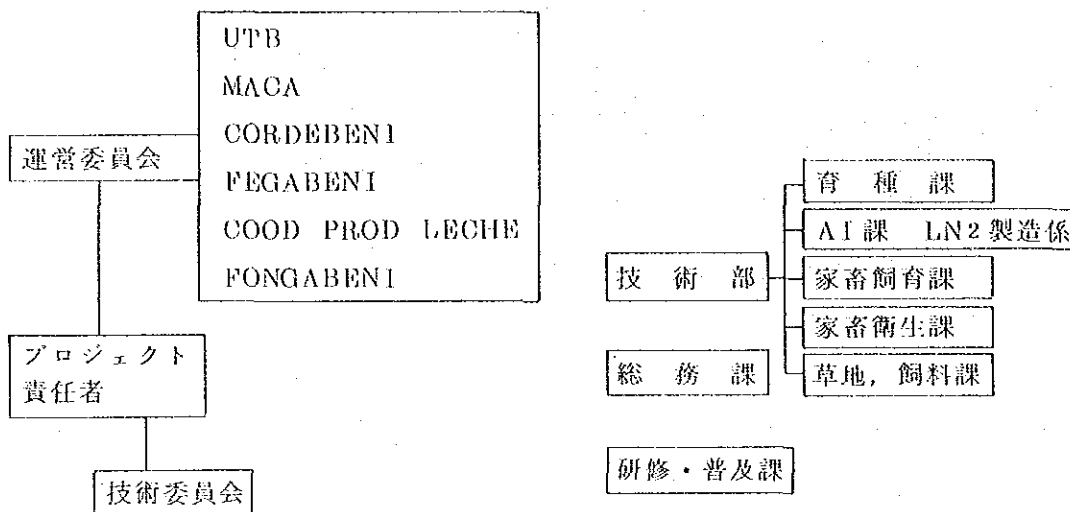 UTB
MACA
CORDEBENI
FEGABENI
COOD PROD LECHE
FONGABENI
運営委員会
プロジェクト
責任者
技術委員会
技術部
総務課
研修・普及課
育種課
AI課 LN2製造係
家畜飼育課
家畜衛生課
草地,飼料課